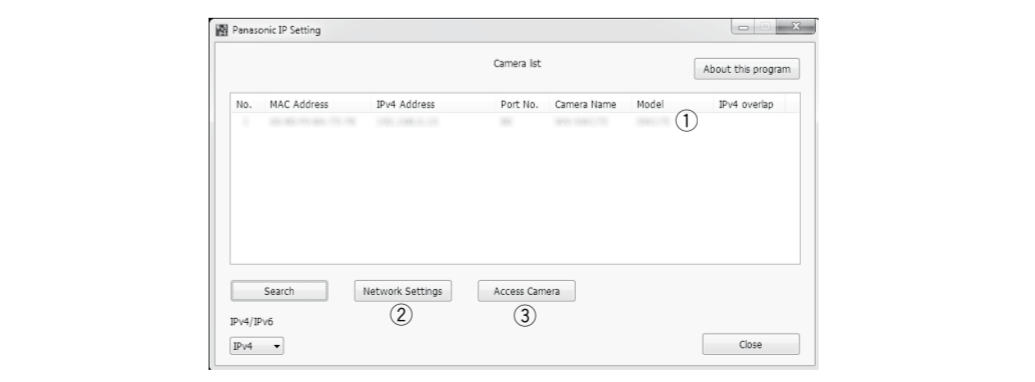 Panasonic IP Setting
Camera list
About this program
No. MAC Address IPv4 Address Port No. Camera Name Model IPv4 overlap
①
Search Network Settings Access Camera
② ③
IPv4/IPv6
IPv4 Close